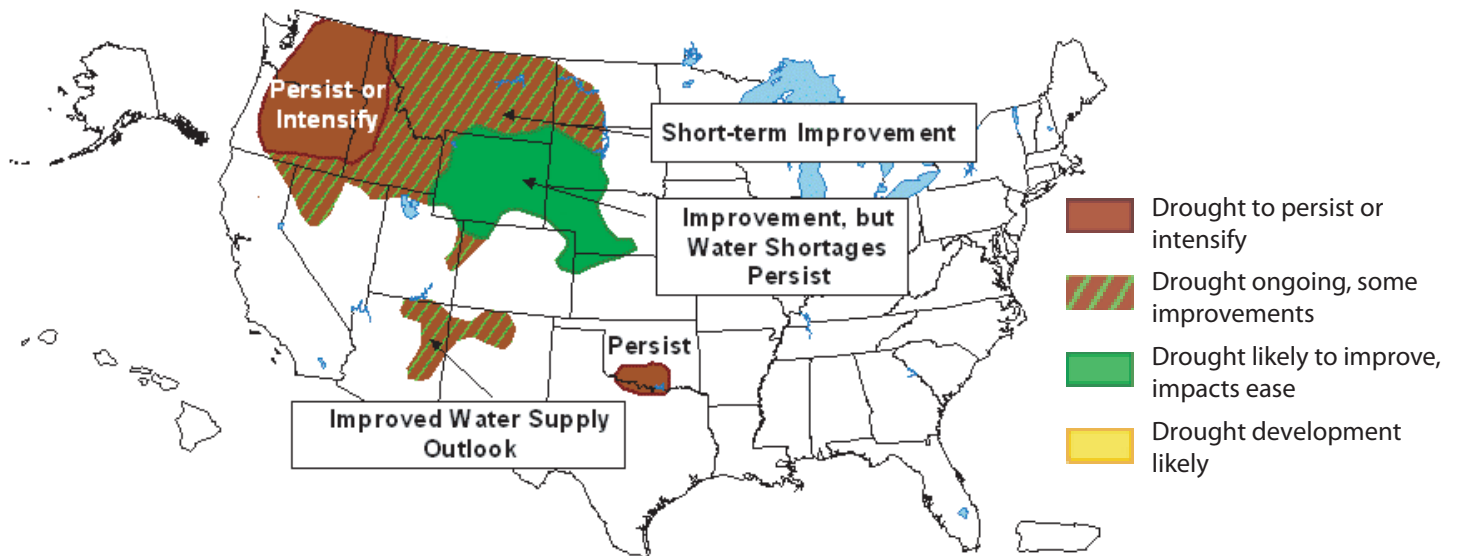 Persist or
Intensify
Short-term Improvement
Improvement, but
Water Shortages
Persist
Persist
Improved Water Supply
Outlook
Drought to persist or
intensify
Drought ongoing, some
improvements
Drought likely to improve,
impacts ease
Drought development
likely